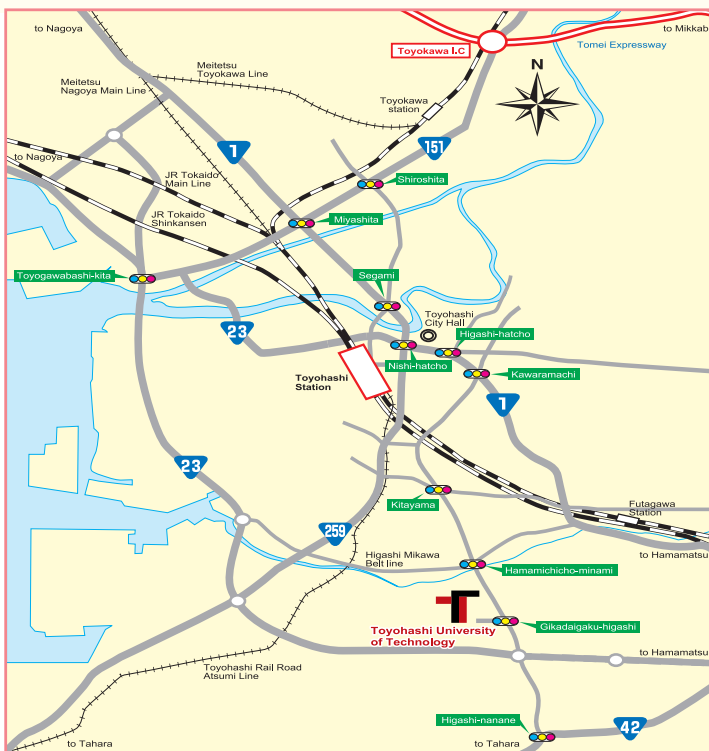 to Nagoya
to Mikkabi
Toyokawa I.C
Tomei Expressway
Meitsu
Toyokawa Line
Meitetsu
Nagoya Main Line
N
Toyokawa
station
1
151
to Nagoya
JR Tokaido
Main Line
Shiroshita
JR Tokaido
Shinkansen
Miyashita
Toyogawabashi-kita
Segami
Toyohashi
City Hall
23
Higashi-hatcho
Nishi-hatcho
Kawaramachi
Toyohashi
Station
1
23
Kitayama
Futagawa
Station
259
Higashi Mikawa
Belt line
to Hamamatsu
Hamamichicho-minami
Gikadaigaku-higashi
Toyohashi University
of Technology
to Hamamatsu
Toyohashi Rail Road
Atsumi Line
Higashi-nanane
42
to Tahara
to Tahara